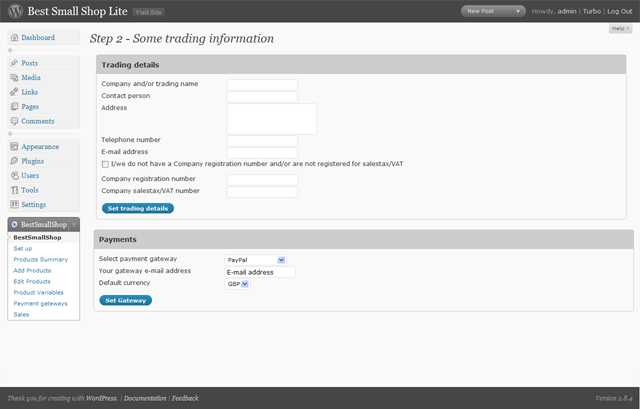 Best Small Shop Lite Visit Site New Post Howdy, admin | Turbo | Log Out
Help
Dashboard
Posts
Media
Links
Pages
Comments
Appearance
Plugins
Users
Tools
Settings
BestSmallShop
BestSmallShop
Set up
Products Summary
Add Products
Edit Products
Product Variables
Payment gateways
Sales
Step 2 - Some trading information
Trading details
Company and/or trading name
Contact person
Address
Telephone number
E-mail address
I/we do not have a Company registration number and/or are not registered for salestax/VAT
Company registration number
Company salestax/VAT number
Set trading details
Payments
Select payment gateway PayPal
Your gateway e-mail address E-mail address
Default currency GBP
Set Gateway
Thank you for creating with WordPress. | Documentation | Feedback Version 2.8.4